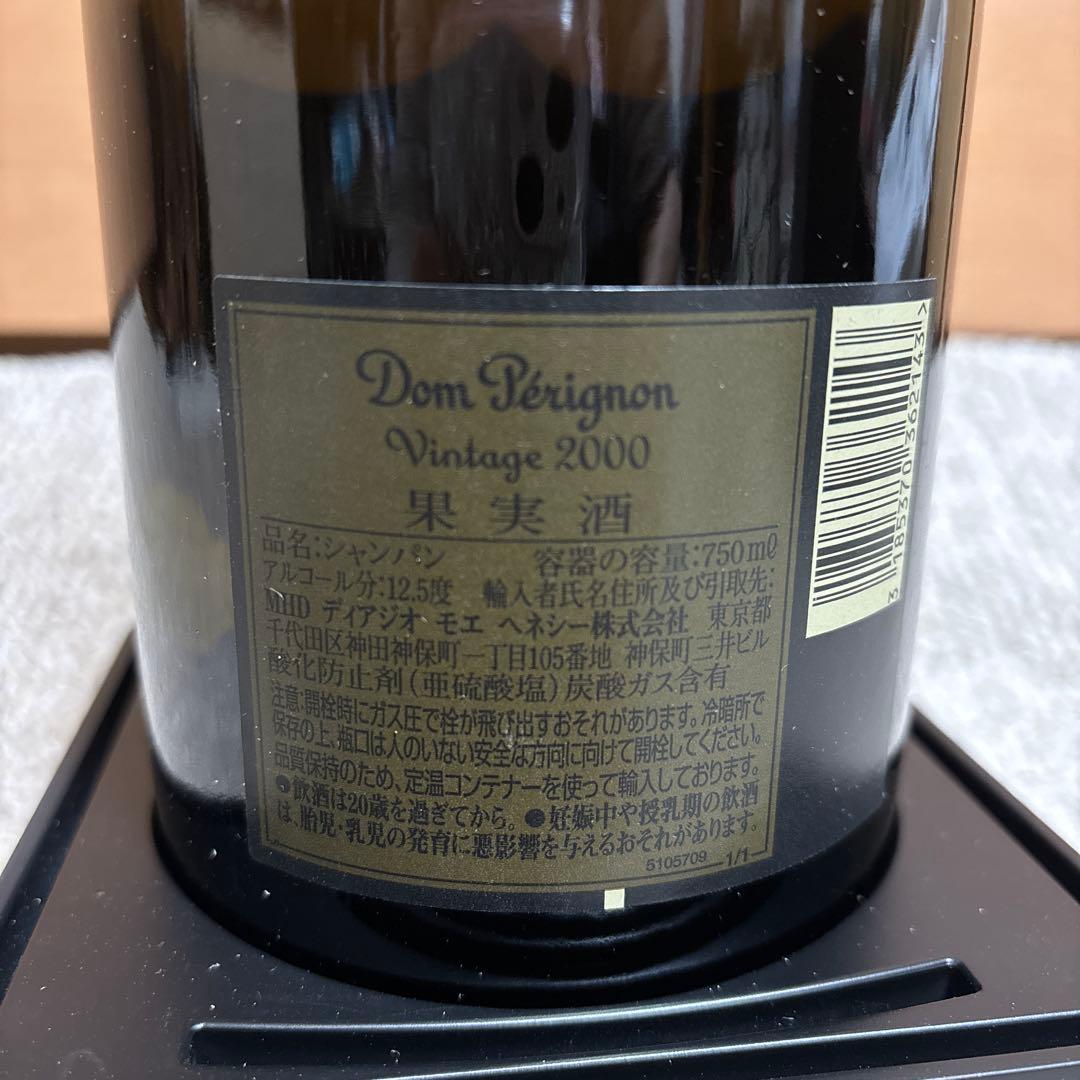 Dom Pérignon
Vintage 2000
果実酒
品名:シャンパン 容器の容量:750mℓ
アルコール分:12.5度 輸入者氏名住所及び引取先:
MHD ディアジオ モエ ヘネシー株式会社 東京都
千代田区神田神保町一丁目105番地 神保町三井ビル
酸化防止剤(亜硫酸塩)炭酸ガス含有
注意:開栓時にガス圧で栓が飛び出すおそれがあります。冷暗所で
保存の上、瓶口は人のいない安全な方向に向けて開栓してください。
品質保持のため、定温コンテナーを使って輸入しております。
●飲酒は20歳を過ぎてから。●妊娠中や授乳期の飲酒
は、胎児・乳児の発育に悪影響を与えるおそれがあります。
5105709 1/1
3 185370 362143 >